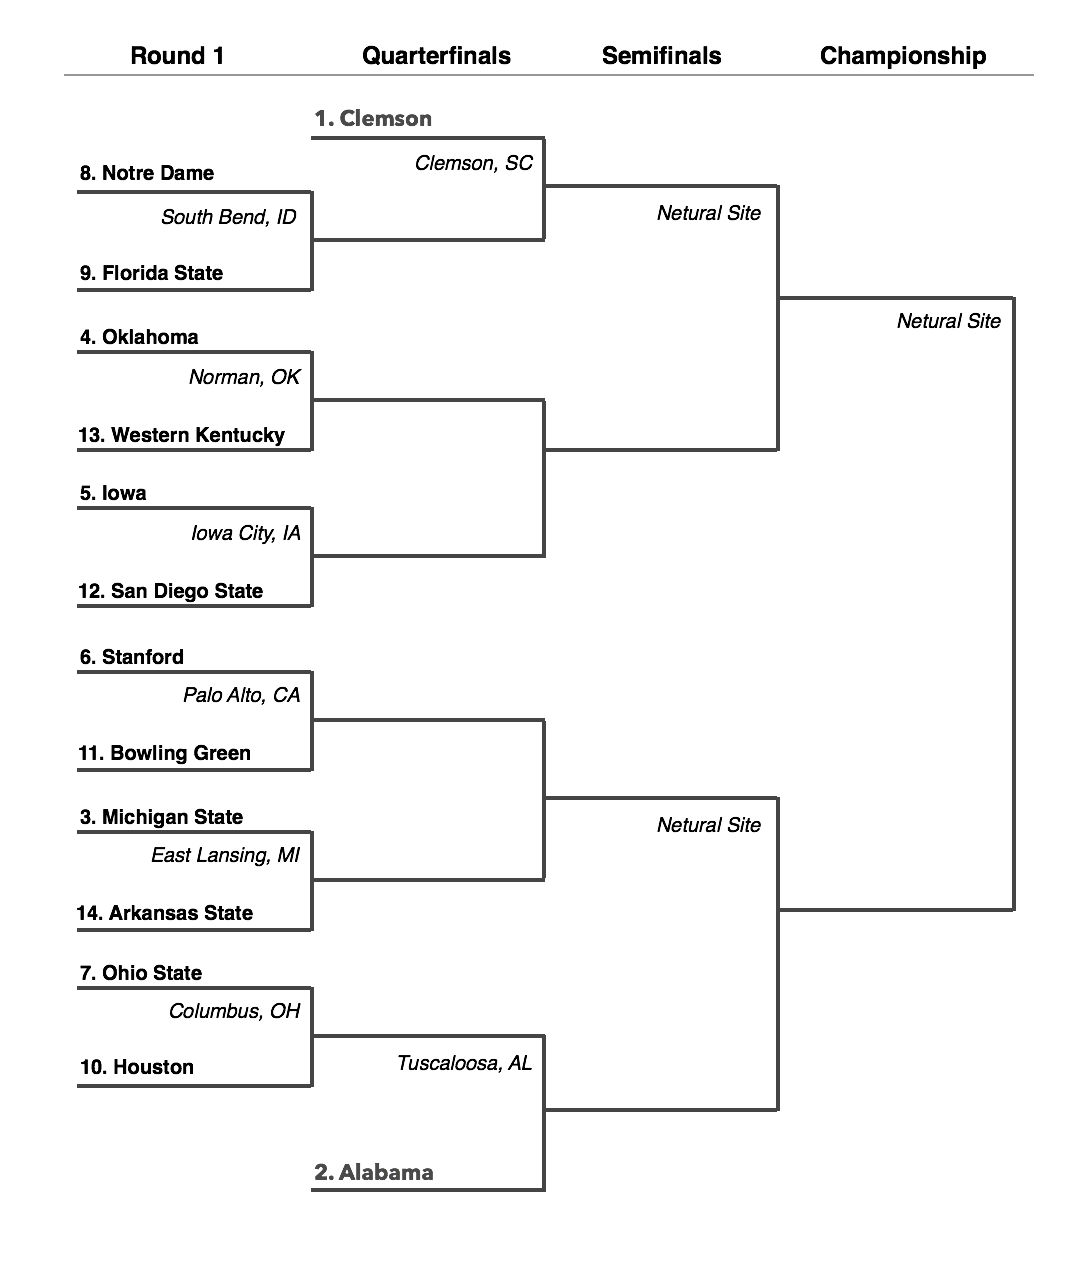 Round 1 Quarterfinals Semifinals Championship
1. Clemson
Clemson, SC
8. Notre Dame
South Bend, ID
Netural Site
9. Florida State
Netural Site
4. Oklahoma
Norman, OK
13. Western Kentucky
5. Iowa
Iowa City, IA
12. San Diego State
6. Stanford
Palo Alto, CA
11. Bowling Green
3. Michigan State
Netural Site
East Lansing, MI
14. Arkansas State
7. Ohio State
Columbus, OH
Tuscaloosa, AL
10. Houston
2. Alabama